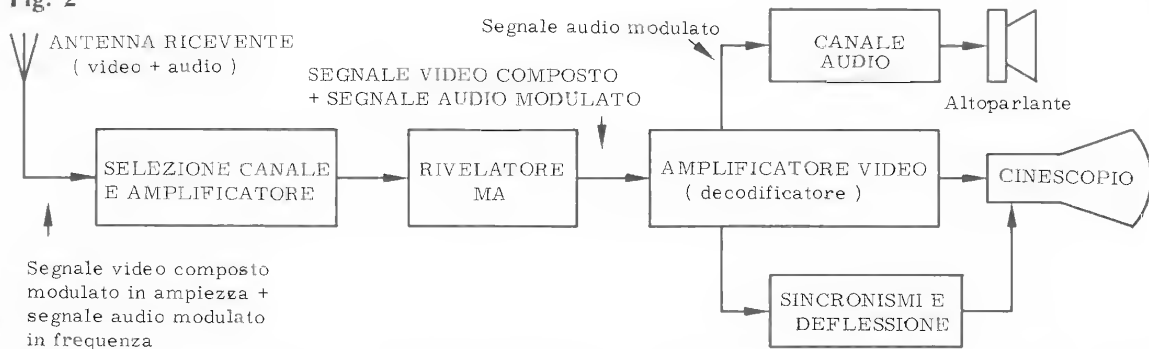 Fig. 2
ANTENNA RICEVENTE
( video + audio )
Segnale audio modulato
CANALE
AUDIO
Altoparlante
SEGNALE VIDEO COMPOSTO
+ SEGNALE AUDIO MODULATO
SELEZIONE CANALE
E AMPLIFICATORE
RIVELATORE
MA
AMPLIFICATORE VIDEO
( decodificatore )
CINESCOPIO
Segnale video composto
modulato in ampiezza +
segnale audio modulato
in frequenza
SINCRONISMI E
DEFLESSIONE